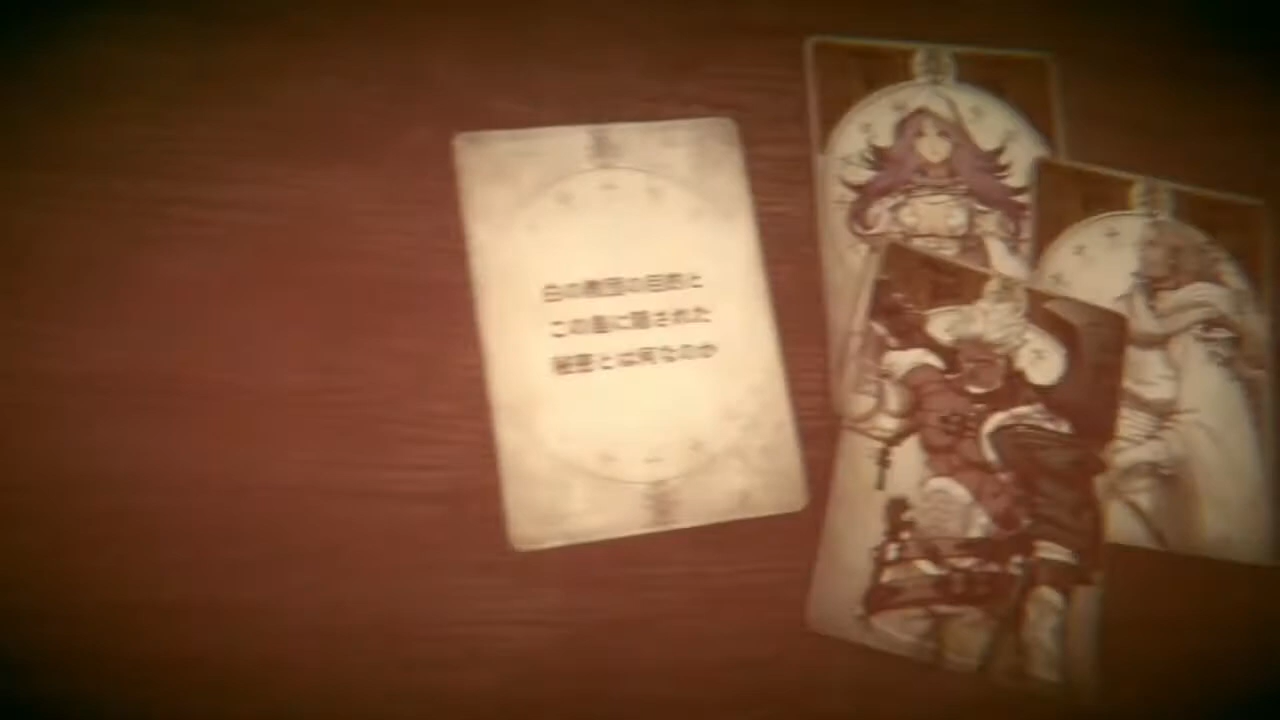 白の教団の目的と
この島に隠された
秘密とは何なのか